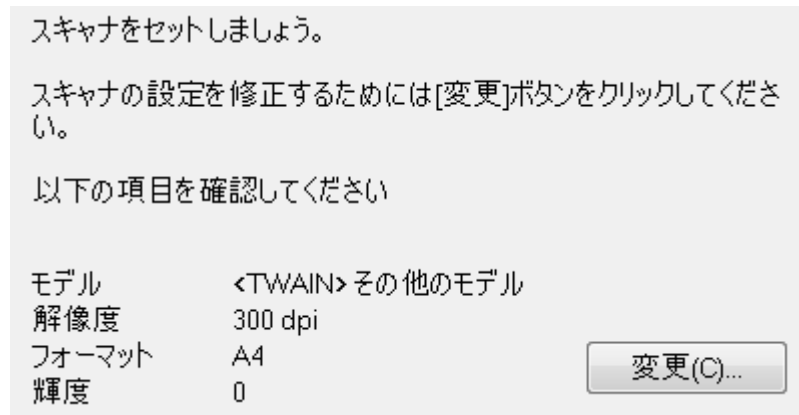 スキャナをセットしましょう。
スキャナの設定を修正するためには[変更]ボタンをクリックしてくださ
い。
以下の項目を確認してください
モデル <TWAIN>その他のモデル
解像度 300 dpi
フォーマット A4
輝度 0
変更(C)...